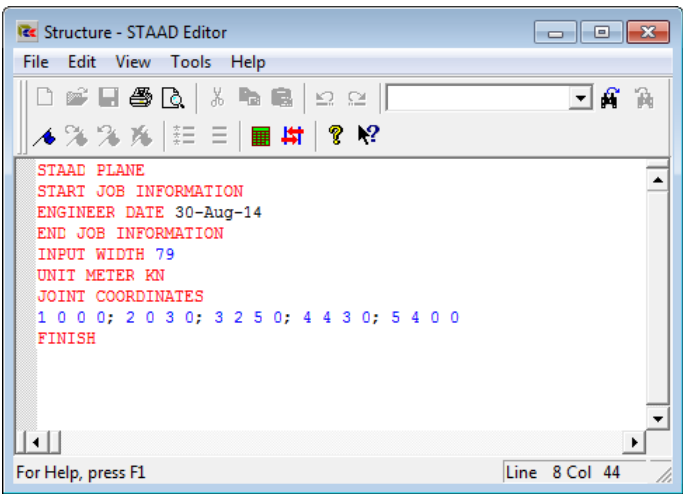 Structure - STAAD Editor
File Edit View Tools Help
STAAD PLANE
START JOB INFORMATION
ENGINEER DATE 30-Aug-14
END JOB INFORMATION
INPUT WIDTH 79
UNIT METER KN
JOINT COORDINATES
1 0 0 0; 2 0 3 0; 3 2 5 0; 4 4 3 0; 5 4 0 0
FINISH
For Help, press F1 Line 8 Col 44